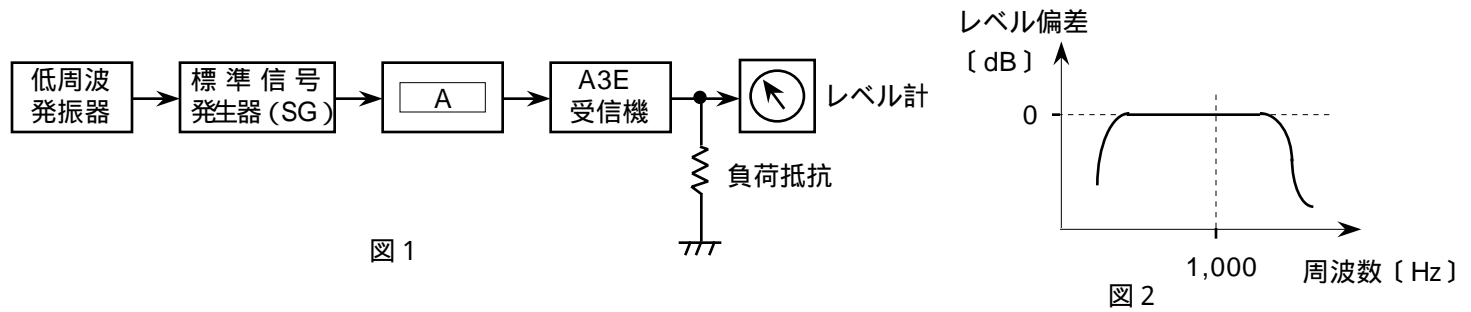 低周波
発振器
標準信号
発生器(SG)
A
A3E
受信機
レベル計
負荷抵抗
図1
レベル偏差
〔dB〕
0
1,000
周波数〔Hz〕
図2